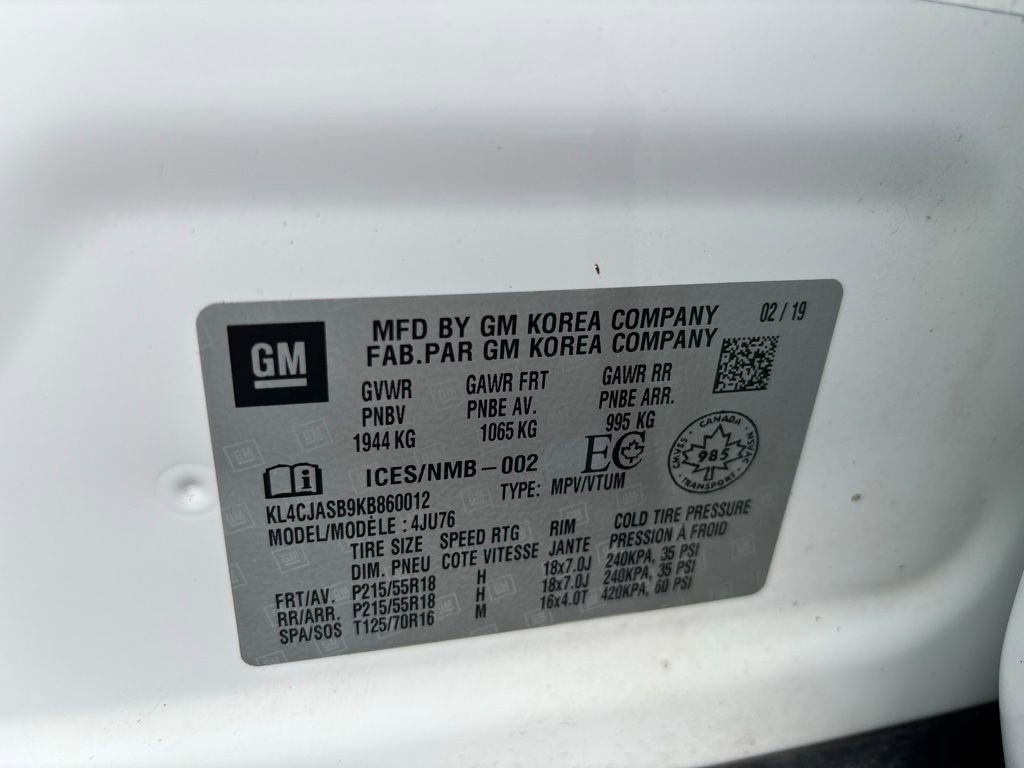 GM
MFD BY GM KOREA COMPANY 02 / 19
FAB.PAR GM KOREA COMPANY
GVWR GAWR FRT GAWR RR
PNBV PNBE AV. PNBE ARR.
1944 KG 1065 KG 995 KG
ICES/NMB – 002 EC
CANADA CMVSS 985 NSVAC TRANSPORT
KL4CJASB9KB860012 TYPE: MPV/VTUM
MODEL/MODÈLE : 4JU76
TIRE SIZE SPEED RTG RIM COLD TIRE PRESSURE
DIM. PNEU COTE VITESSE JANTE PRESSION À FROID
FRT/AV. P215/55R18 H 18x7.0J 240KPA, 35 PSI
RR/ARR. P215/55R18 H 18x7.0J 240KPA, 35 PSI
SPA/SOS T125/70R16 M 16x4.0T 420KPA, 60 PSI